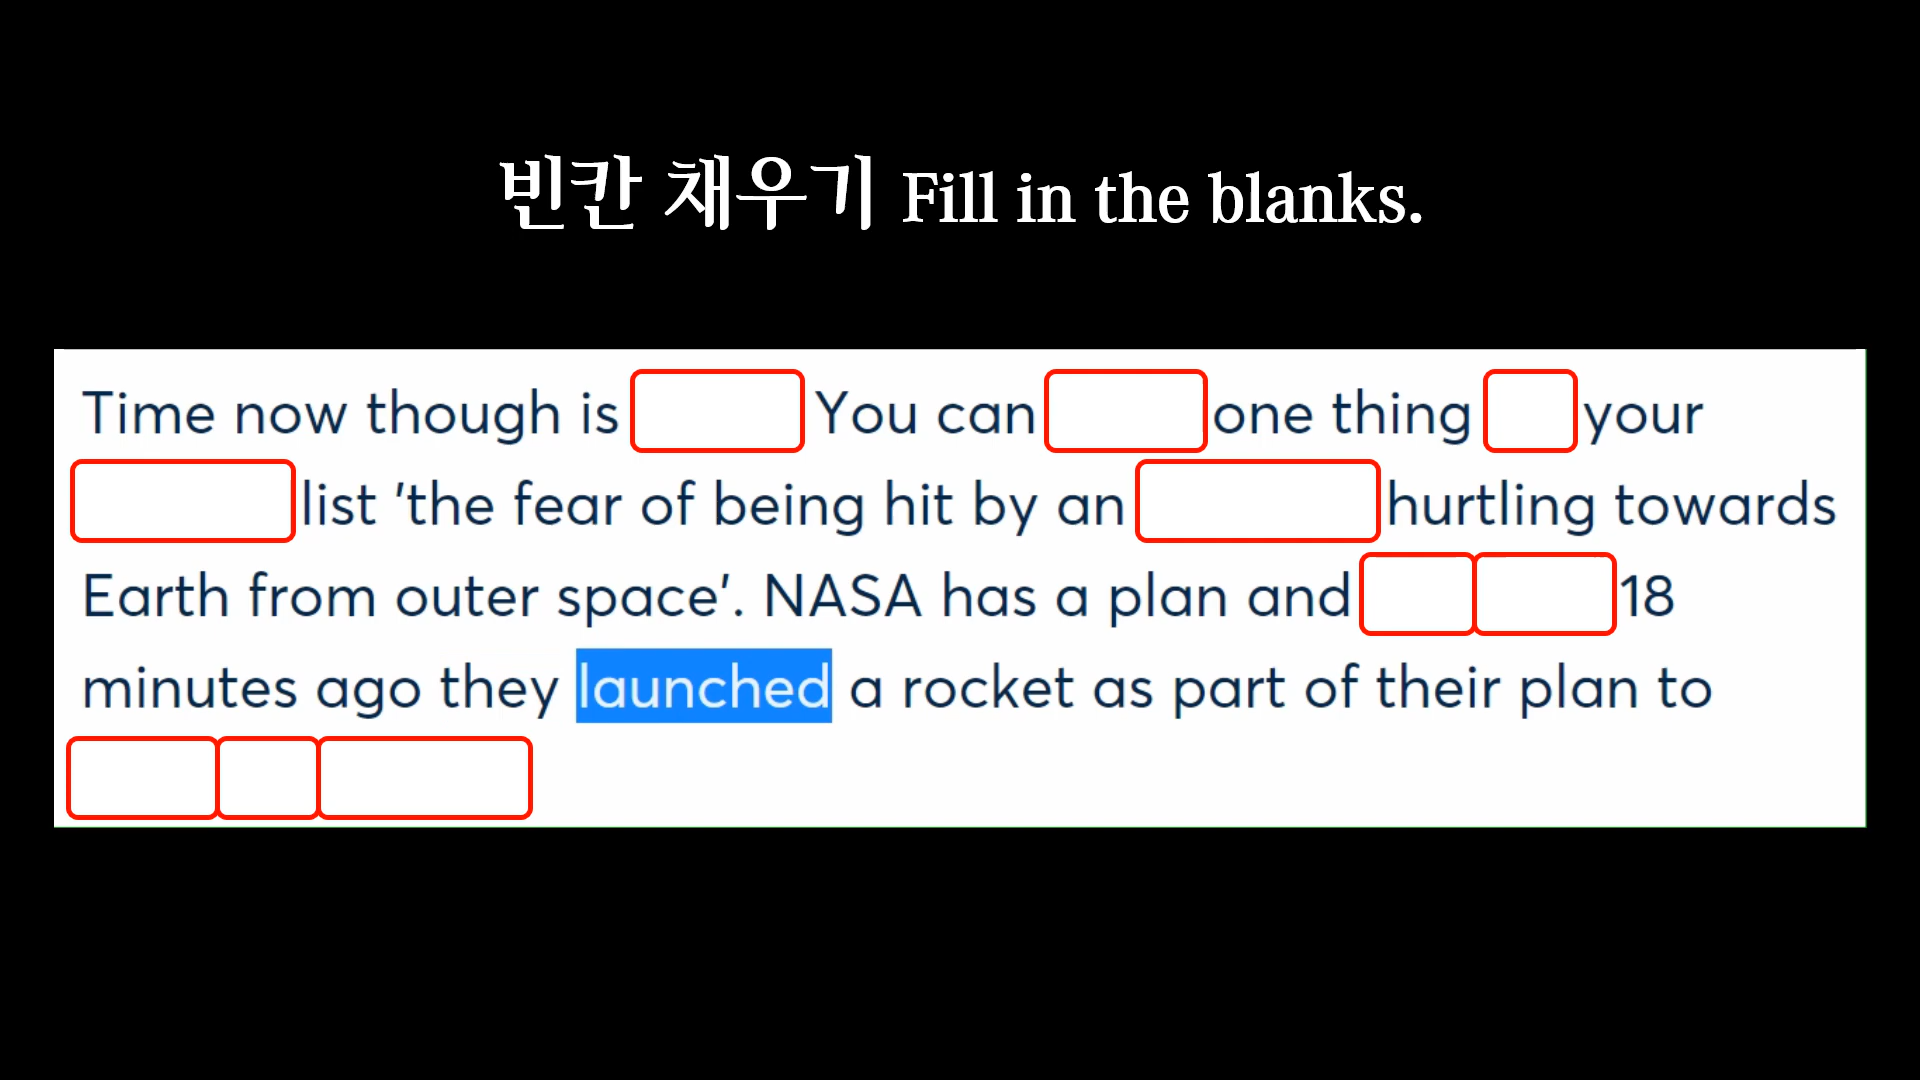 빈칸 채우기 Fill in the blanks.
Time now though is You can one thing your
list 'the fear of being hit by an hurtling towards
Earth from outer space'. NASA has a plan and 18
minutes ago they launched a rocket as part of their plan to